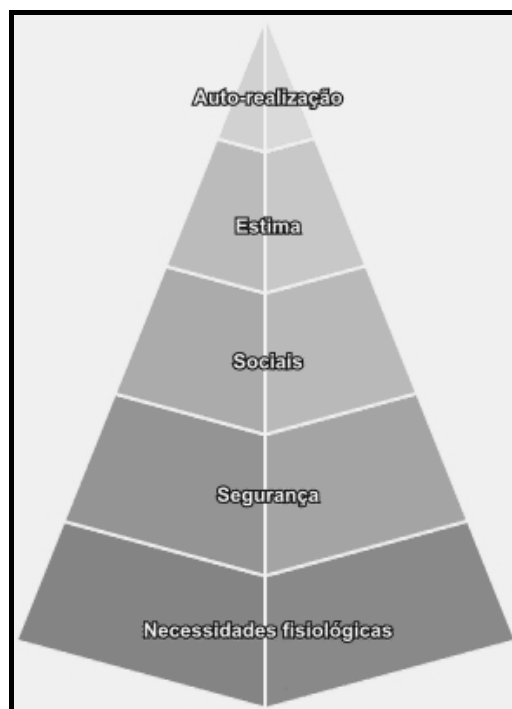 Auto-realização
Estima
Sociais
Segurança
Necessidades fisiológicas